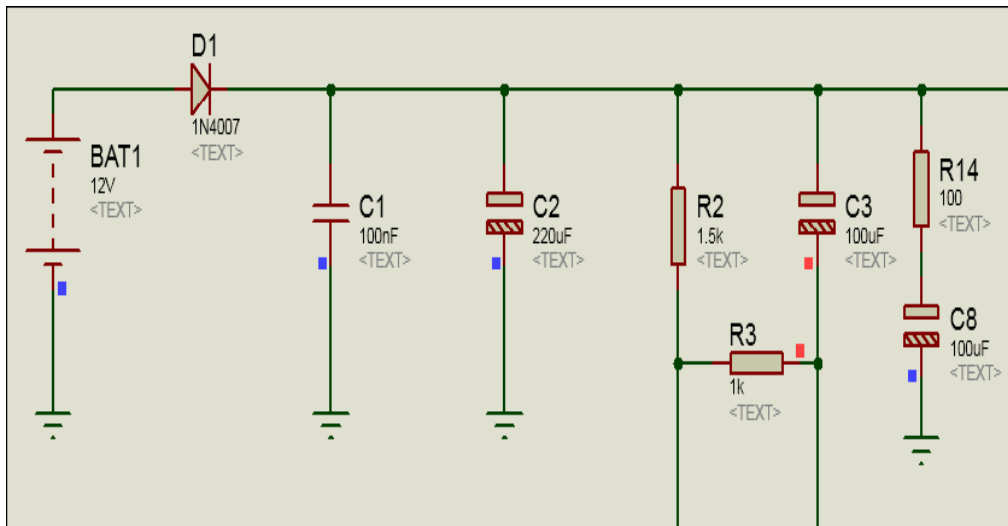 D1
1N4007
<TEXT>
BAT1
12V
<TEXT>
C1
100nF
<TEXT>
C2
220uF
<TEXT>
R2
1.5k
<TEXT>
C3
100uF
<TEXT>
R14
100
<TEXT>
R3
1k
<TEXT>
C8
100uF
<TEXT>